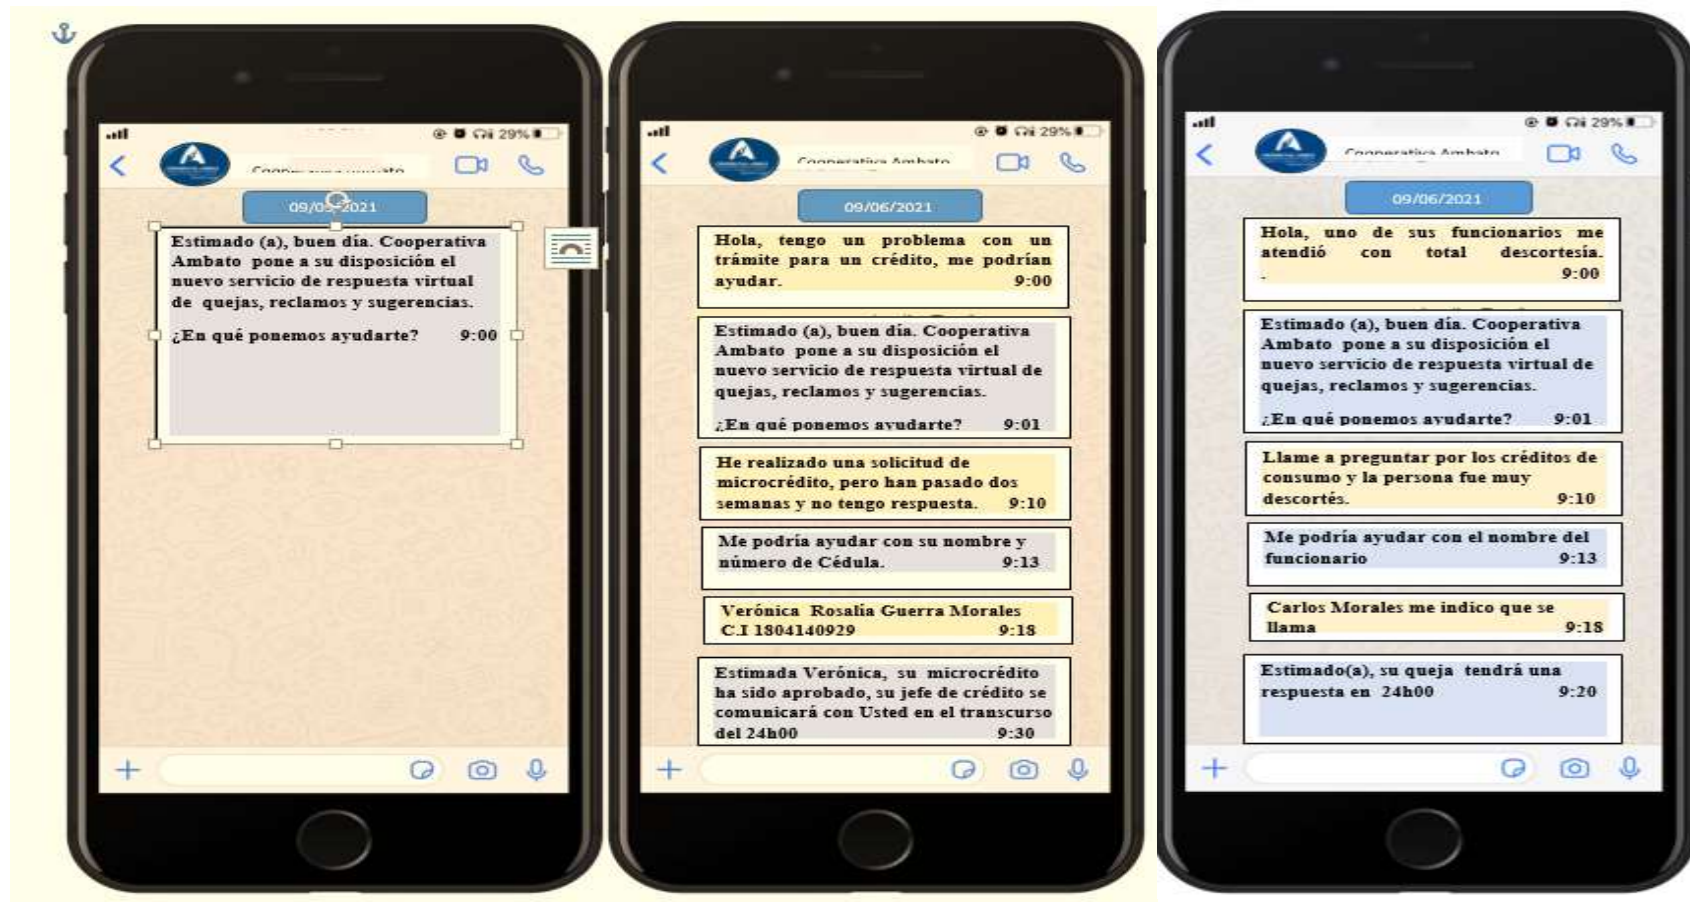 29%
09/05/2021
Estimado (a), buen día. Cooperativa
Ambato pone a su disposición el
nuevo servicio de respuesta virtual
de quejas, reclamos y sugerencias.
¿En qué ponemos ayudarte? 9:00
29%
Cooperativa Ambato
09/06/2021
Hola, tengo un problema con un
trámite para un crédito, me podrían
ayudar. 9:00
Estimado (a), buen día. Cooperativa
Ambato pone a su disposición el
nuevo servicio de respuesta virtual de
quejas, reclamos y sugerencias.
¿En qué ponemos ayudarte? 9:01
He realizado una solicitud de
microcrédito, pero han pasado dos
semanas y no tengo respuesta. 9:10
Me podría ayudar con su nombre y
número de Cédula. 9:13
Verónica Rosalía Guerra Morales
C.I 1804140929 9:18
Estimada Verónica, su microcrédito
ha sido aprobado, su jefe de crédito se
comunicará con Usted en el transcurso
del 24h00 9:30
29%
Cooperativa Ambato
09/06/2021
Hola, uno de sus funcionarios me
atendió con total descortesía.
. 9:00
Estimado (a), buen día. Cooperativa
Ambato pone a su disposición el
nuevo servicio de respuesta virtual de
quejas, reclamos y sugerencias.
¿En qué ponemos ayudarte? 9:01
Llame a preguntar por los créditos de
consumo y la persona fue muy
descortés. 9:10
Me podría ayudar con el nombre del
funcionario 9:13
Carlos Morales me indico que se
llama 9:18
Estimado(a), su queja tendrá una
respuesta en 24h00 9:20